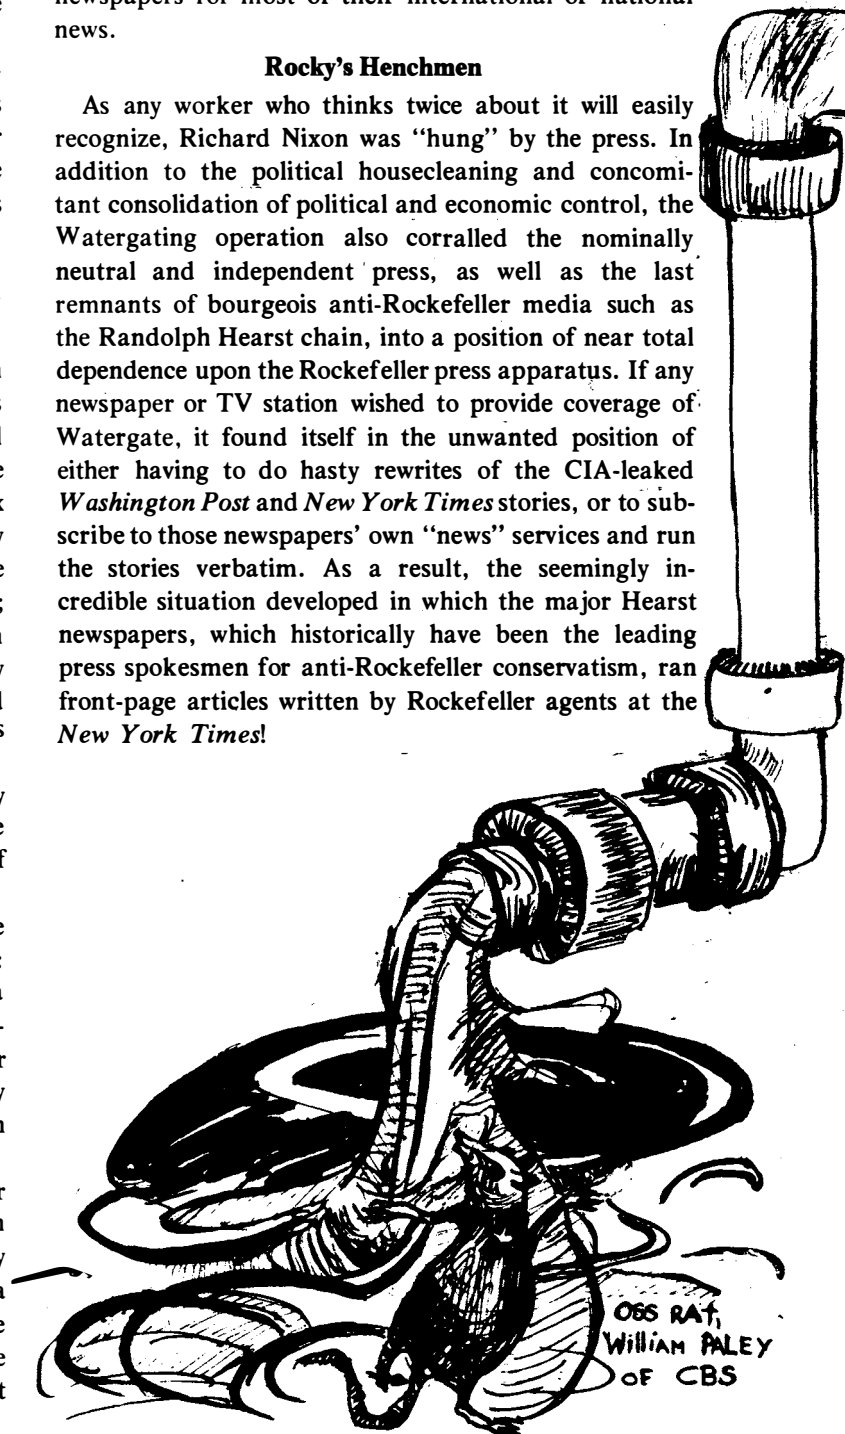 newspapers for most of their international or national
news.
Rocky's Henchmen
As any worker who thinks twice about it will easily
recognize, Richard Nixon was “hung” by the press. In
addition to the political housecleaning and concomi-
tant consolidation of political and economic control, the
Watergating operation also corralled the nominally
neutral and independent press, as well as the last
remnants of bourgeois anti-Rockefeller media such as
the Randolph Hearst chain, into a position of near total
dependence upon the Rockefeller press apparatus. If any
newspaper or TV station wished to provide coverage of
Watergate, it found itself in the unwanted position of
either having to do hasty rewrites of the CIA-leaked
Washington Post and New York Times stories, or to sub-
scribe to those newspapers' own “news” services and run
the stories verbatim. As a result, the seemingly in-
credible situation developed in which the major Hearst
newspapers, which historically have been the leading
press spokesmen for anti-Rockefeller conservatism, ran
front-page articles written by Rockefeller agents at the
New York Times!
OSS RAT,
WilliAM PALEY
OF CBS